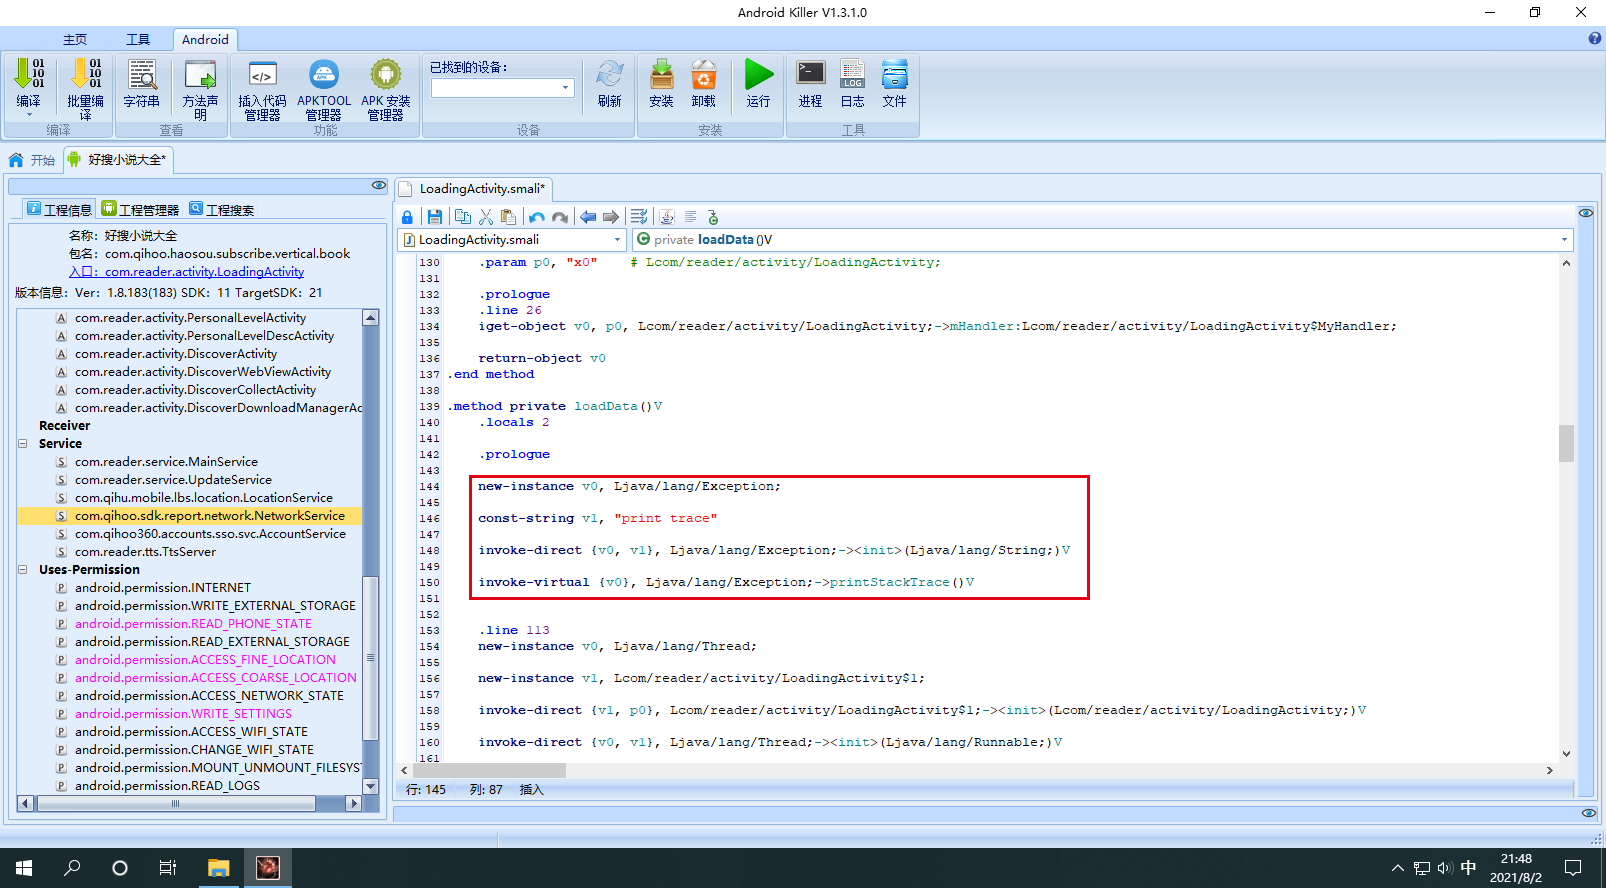 Android Killer V1.3.1.0
主页 工具 Android
编译
批量编译
编译
字符串
方法声明
查看
插入代码管理器
APKTOOL管理器
APK 安装管理器
功能
已找到的设备:
刷新
设备
安装
卸载
运行
安装
进程
日志
文件
工具
开始 好搜小说大全*
工程信息 工程管理器 工程搜索
名称: 好搜小说大全
包名: com.qihoo.haosou.subscribe.vertical.book
入口: com.reader.activity.LoadingActivity
版本信息: Ver: 1.8.183(183) SDK: 11 TargetSDK: 21
com.reader.activity.PersonalLevelActivity
com.reader.activity.PersonalLevelDescActivity
com.reader.activity.DiscoverActivity
com.reader.activity.DiscoverWebViewActivity
com.reader.activity.DiscoverCollectActivity
com.reader.activity.DiscoverDownloadManagerAc
Receiver
Service
com.reader.service.MainService
com.reader.service.UpdateService
com.qihu.mobile.lbs.location.LocationService
com.qihoo.sdk.report.network.NetworkService
com.qihoo360.accounts.sso.svc.AccountService
com.reader.tts.TtsServer
Uses-Permission
android.permission.INTERNET
android.permission.WRITE_EXTERNAL_STORAGE
android.permission.READ_PHONE_STATE
android.permission.READ_EXTERNAL_STORAGE
android.permission.ACCESS_FINE_LOCATION
android.permission.ACCESS_COARSE_LOCATION
android.permission.ACCESS_NETWORK_STATE
android.permission.WRITE_SETTINGS
android.permission.ACCESS_WIFI_STATE
android.permission.CHANGE_WIFI_STATE
android.permission.MOUNT_UNMOUNT_FILESYST
android.permission.READ_LOGS
LoadingActivity.smali*
LoadingActivity.smali private loadData()V
130 .param p0, "x0" # Lcom/reader/activity/LoadingActivity;
131
132 .prologue
133 .line 26
134 iget-object v0, p0, Lcom/reader/activity/LoadingActivity;->mHandler:Lcom/reader/activity/LoadingActivity$MyHandler;
135
136 return-object v0
137 .end method
138
139 .method private loadData()V
140 .locals 2
141
142 .prologue
143
144 new-instance v0, Ljava/lang/Exception;
145
146 const-string v1, "print trace"
147
148 invoke-direct {v0, v1}, Ljava/lang/Exception;-><init>(Ljava/lang/String;)V
149
150 invoke-virtual {v0}, Ljava/lang/Exception;->printStackTrace()V
151
152
153 .line 113
154 new-instance v0, Ljava/lang/Thread;
155
156 new-instance v1, Lcom/reader/activity/LoadingActivity$1;
157
158 invoke-direct {v1, p0}, Lcom/reader/activity/LoadingActivity$1;-><init>(Lcom/reader/activity/LoadingActivity;)V
159
160 invoke-direct {v0, v1}, Ljava/lang/Thread;-><init>(Ljava/lang/Runnable;)V
161
行: 145 列: 87 插入
中
21:48
2021/8/2